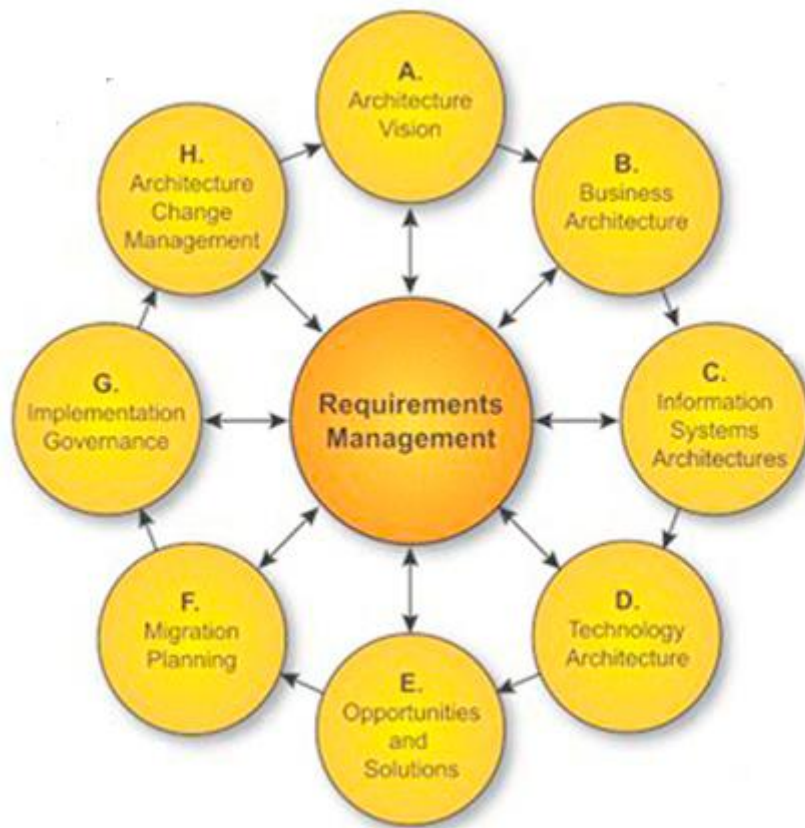 A.
Architecture
Vision
B.
Business
Architecture
C.
Information
Systems
Architectures
D.
Technology
Architecture
E.
Opportunities
and
Solutions
F.
Migration
Planning
G.
Implementation
Governance
H.
Architecture
Change
Management
Requirements
Management